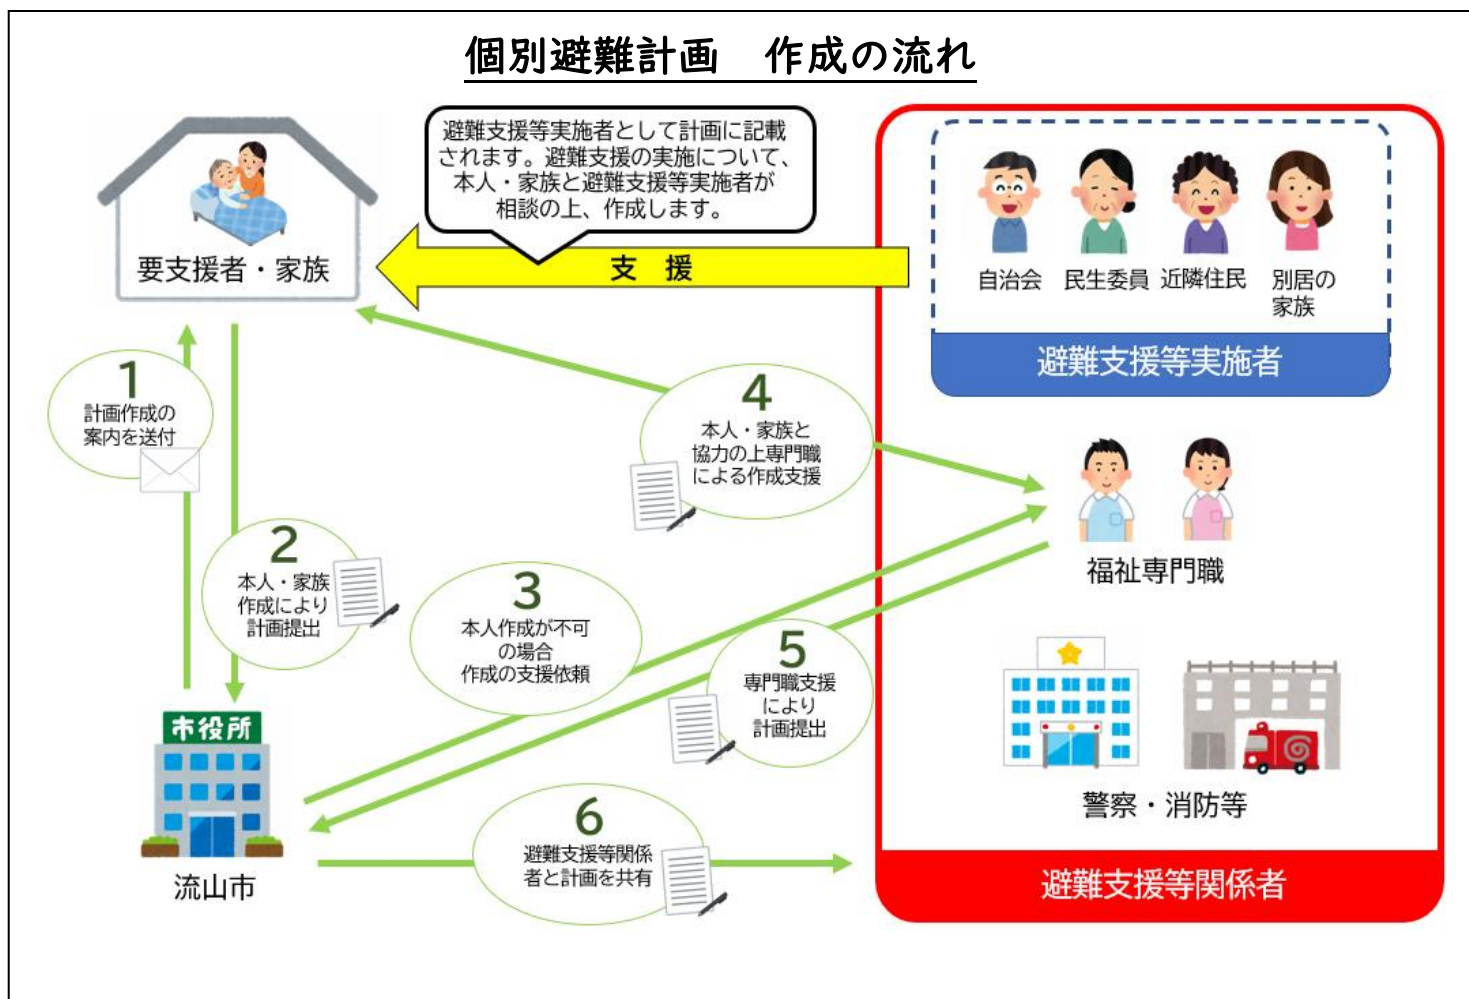 個別避難計画　作成の流れ
避難支援等実施者として計画に記載
されます。避難支援の実施について、
本人・家族と避難支援等実施者が
相談の上、作成します。
要支援者・家族
支　援
自治会
民生委員
近隣住民
別居の
家族
避難支援等実施者
1
計画作成の
案内を送付
2
本人・家族
作成により
計画提出
3
本人作成が不可
の場合
作成の支援依頼
4
本人・家族と
協力の上専門職
による作成支援
福祉専門職
5
専門職支援
により
計画提出
市役所
流山市
6
避難支援等関係
者と計画を共有
警察・消防等
避難支援等関係者